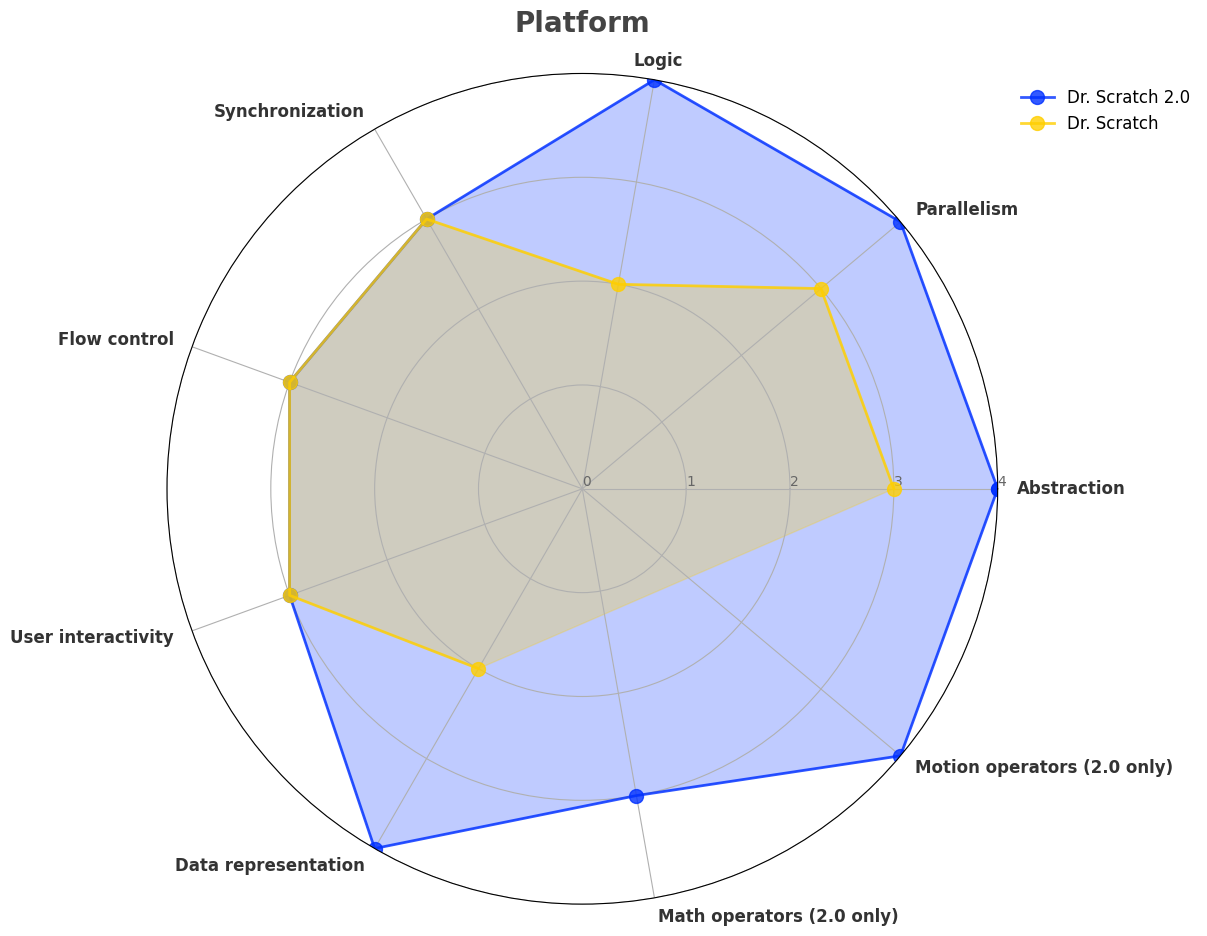 Platform
Logic
Synchronization
Dr. Scratch 2.0
Dr. Scratch
Parallelism
Flow control
0 1 2 3 4
Abstraction
User interactivity
Motion operators (2.0 only)
Data representation
Math operators (2.0 only)